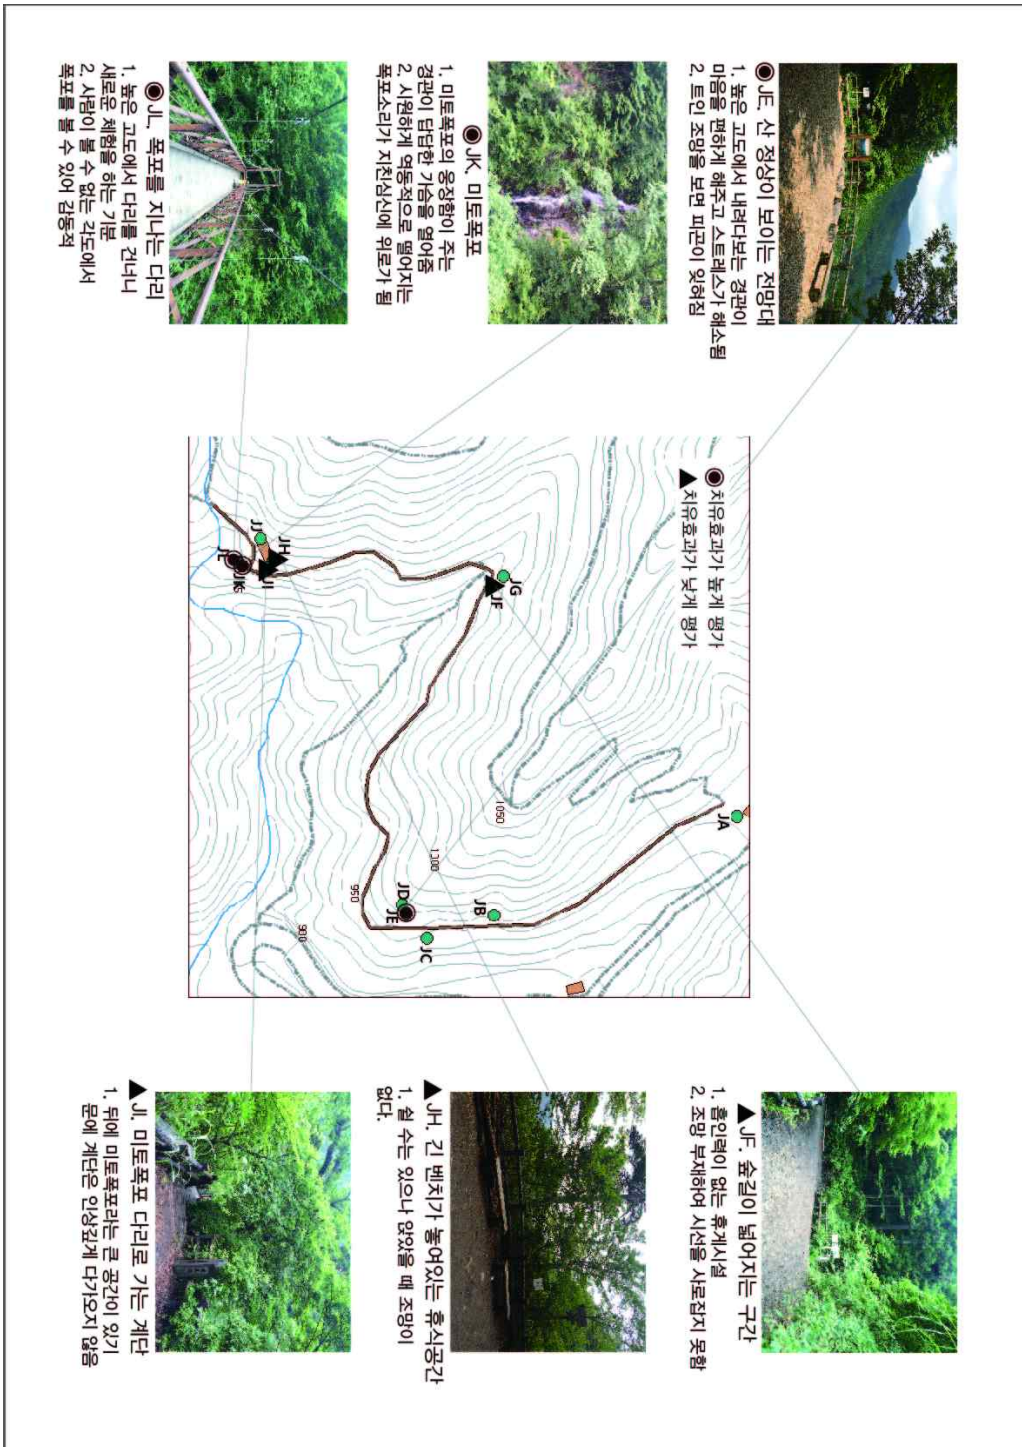 ◉ JE. 산 정상이 보이는 전망대
1. 높은 고도에서 내려다보는 경관이
마음을 편하게 해주고 스트레스가 해소됨
2. 트인 조망을 보면 피곤이 잊혀짐
◉ JK. 미토폭포
1. 미토폭포의 웅장함이 주는
경관이 답답한 가슴을 열어줌
2. 시원하게 역동적으로 떨어지는
폭포소리가 지친심신에 위로가 됨
◉ JL. 폭포를 지나는 다리
1. 높은 고도에서 다리를 건너니
새로운 체험을 하는 기분
2. 사람이 볼 수 없는 각도에서
폭포를 볼 수 있어 감동적
◉ 치유효과가 높게 평가
▲ 치유효과가 낮게 평가
JA
JB
JC
JD
JE
JF
JG
JH
JI
JJ
JK
JL
1050
1300
950
980
▲ JF. 숲길이 넓어지는 구간
1. 흡인력이 없는 휴게시설
2. 조망 부재하여 시선을 사로잡지 못함
▲ JH. 긴 벤치가 놓여있는 휴식공간
1. 쉴 수는 있으나 앉았을 때 조망이
없다.
▲ JI. 미토폭포 다리로 가는 계단
1. 뒤에 미토폭포라는 큰 공간이 있기
문에 계단은 인상깊게 다가오지 않음